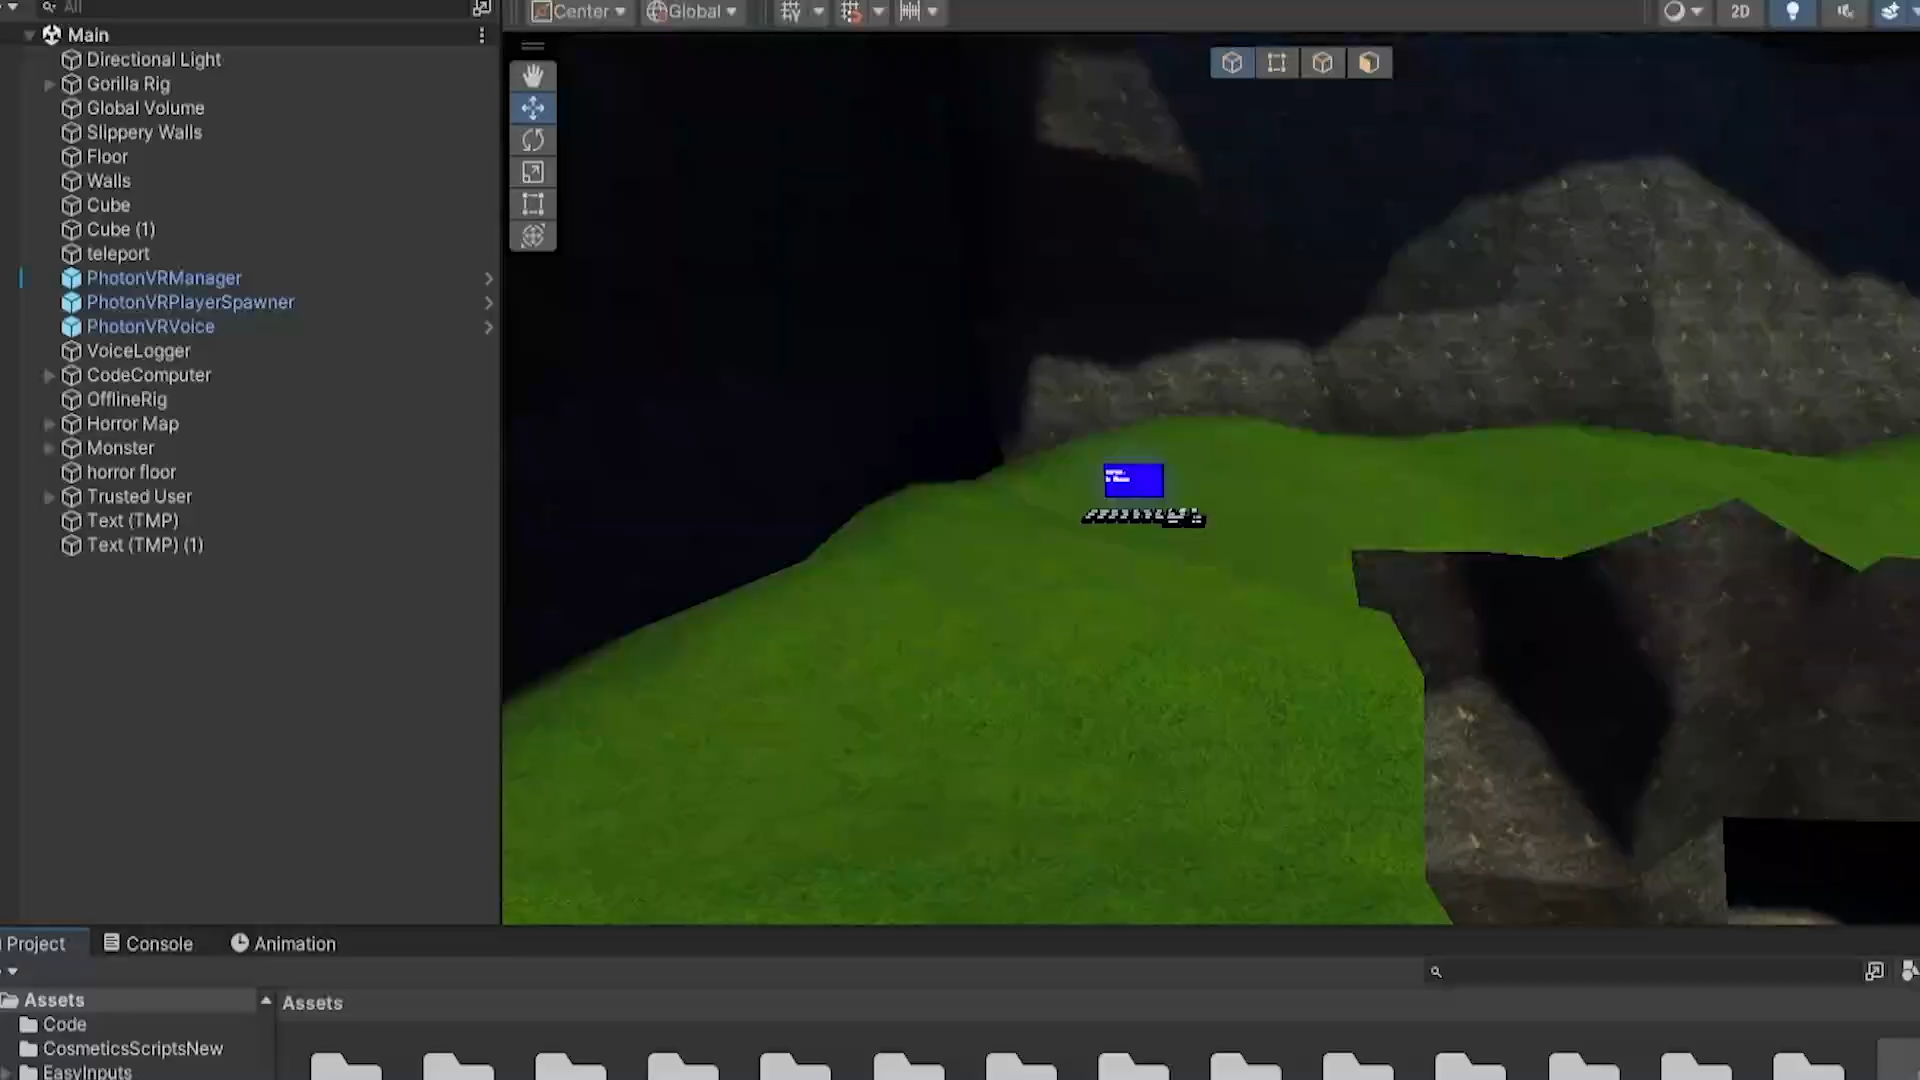 All
Center
Global
2D
Main
Directional Light
Gorilla Rig
Global Volume
Slippery Walls
Floor
Walls
Cube
Cube (1)
teleport
PhotonVRManager
PhotonVRPlayerSpawner
PhotonVRVoice
VoiceLogger
CodeComputer
OfflineRig
Horror Map
Monster
horror floor
Trusted User
Text (TMP)
Text (TMP) (1)
Project
Console
Animation
Assets
Code
CosmeticsScriptsNew
EasyInputs
Assets